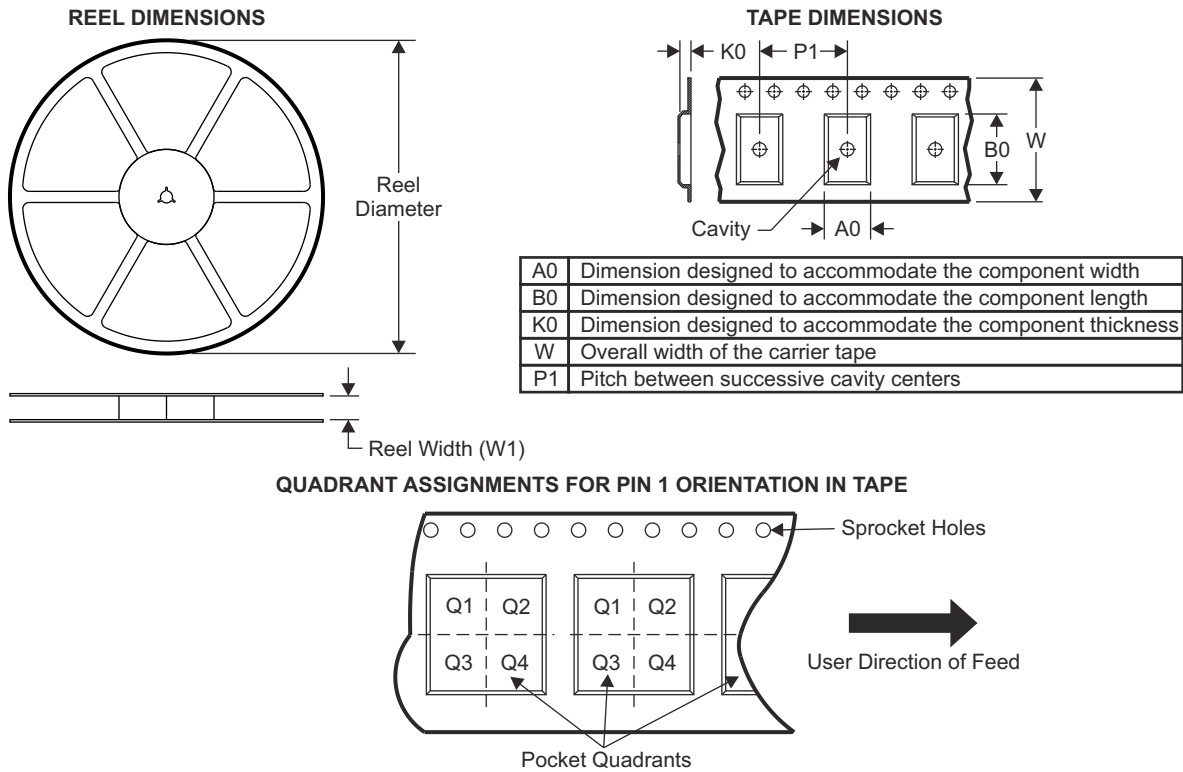 REEL DIMENSIONS
Reel
Diameter
Reel Width (W1)
TAPE DIMENSIONS
K0 P1
B0 W
Cavity
A0
A0 Dimension designed to accommodate the component width
B0 Dimension designed to accommodate the component length
K0 Dimension designed to accommodate the component thickness
W Overall width of the carrier tape
P1 Pitch between successive cavity centers
QUADRANT ASSIGNMENTS FOR PIN 1 ORIENTATION IN TAPE
Sprocket Holes
Q1 Q2 Q1 Q2
Q3 Q4 Q3 Q4
User Direction of Feed
Pocket Quadrants